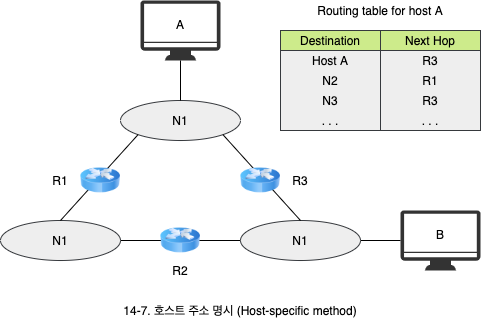 A
Routing table for host A
Destination Next Hop
Host A R3
N2 R1
N3 R3
. . . . . .
N1
R1
R3
N1
N1
B
R2
14-7. 호스트 주소 명시 (Host-specific method)